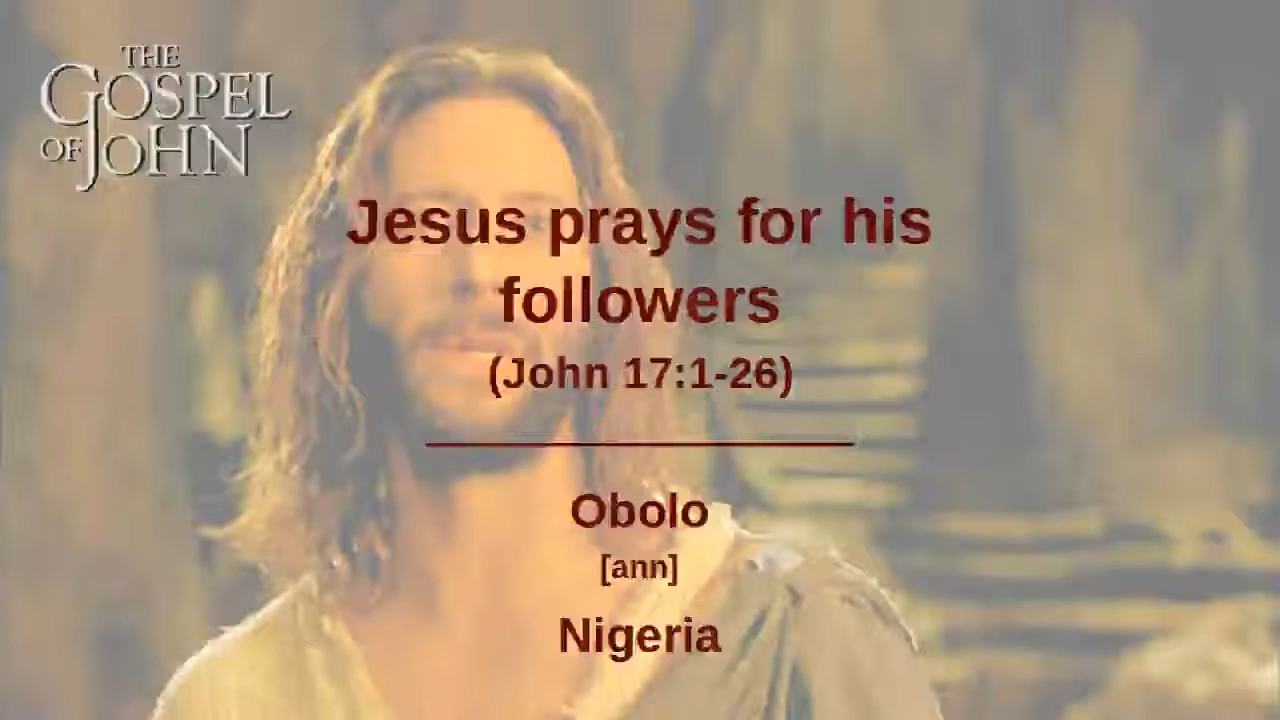 THE
GOSPEL
OF JOHN
Jesus prays for his
followers
(John 17:1-26)
Obolo
[ann]
Nigeria